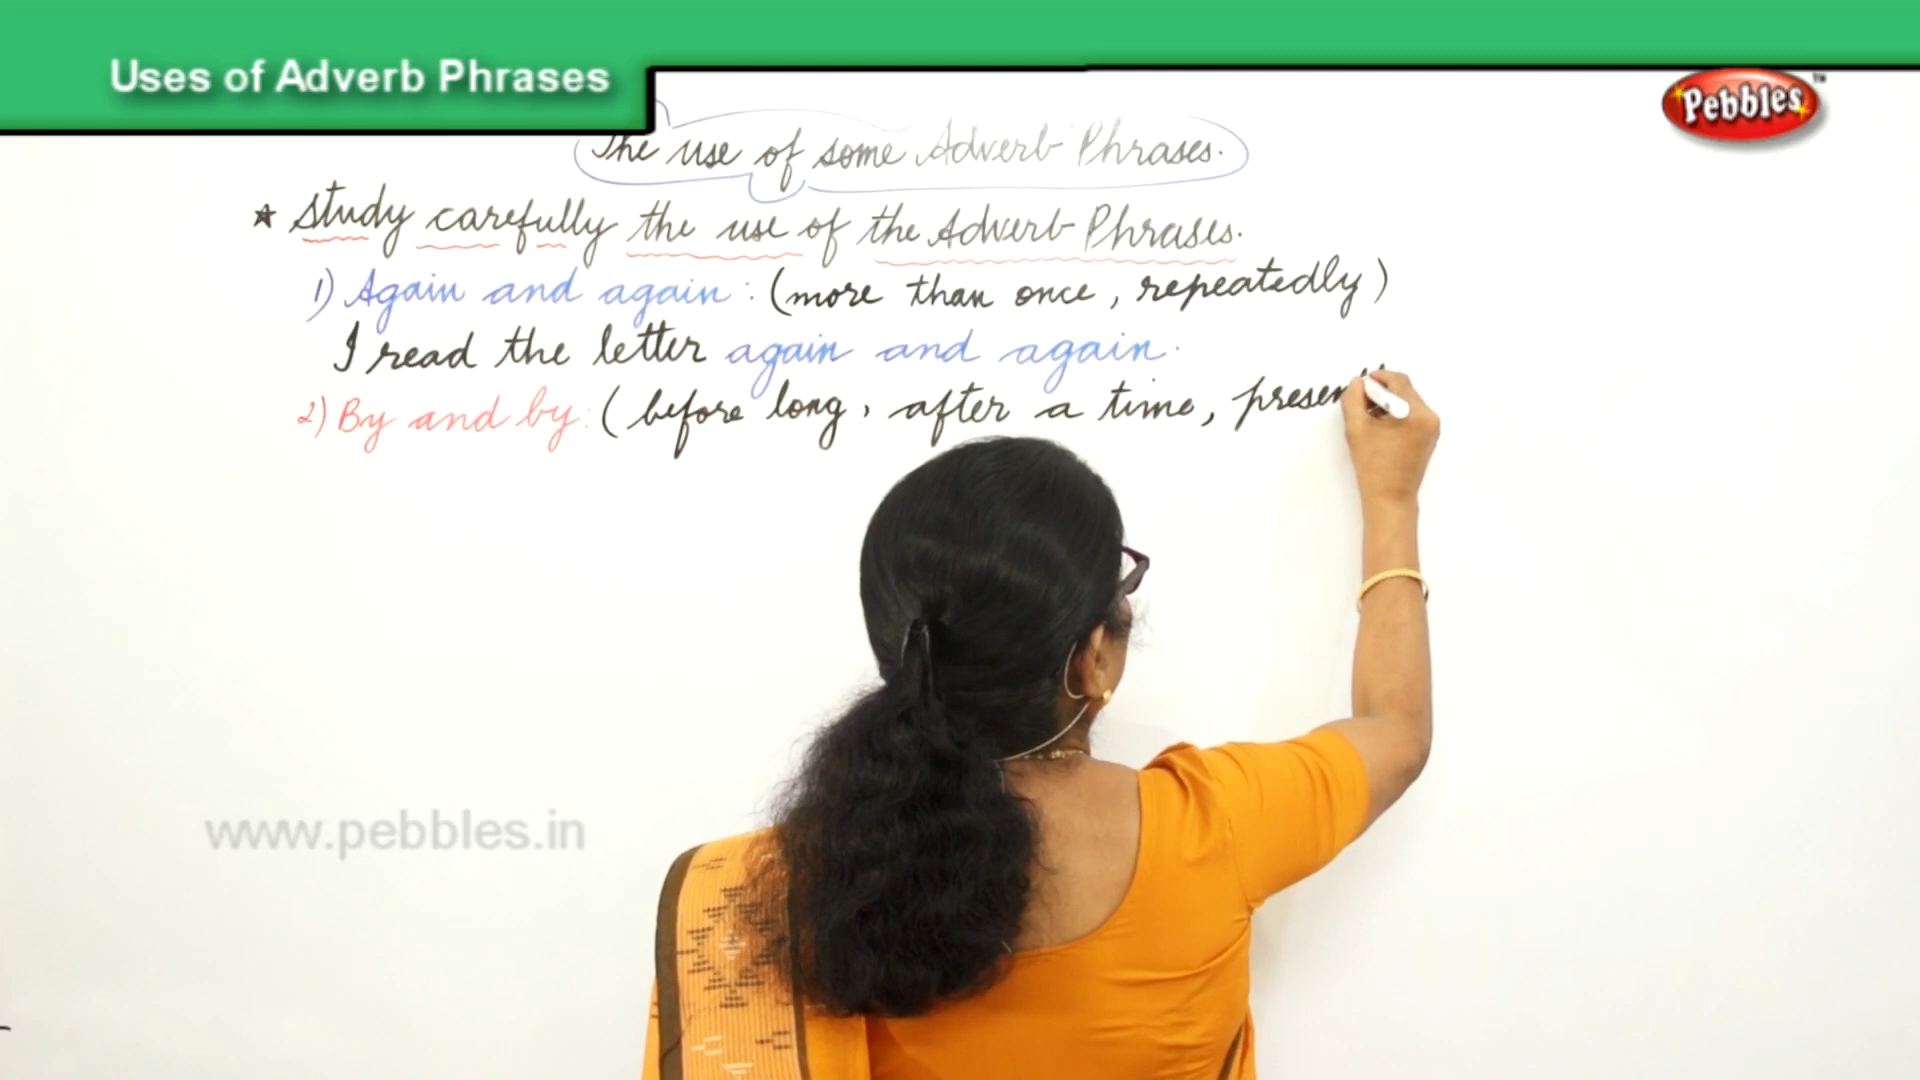 Uses of Adverb Phrases
Pebbles™
The use of some Adverb Phrases.
* Study carefully the use of the Adverb Phrases.
1) Again and again: (more than once, repeatedly)
I read the letter again and again.
2) By and by: (before long, after a time,
www.pebbles.in